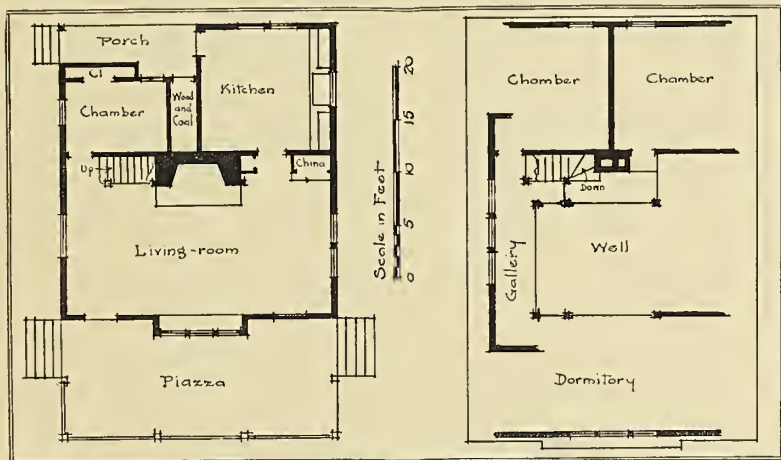 Porch
Cl
Kitchen
Chamber
Wood
and
Coal
Up
China
Living-room
Piazza
Scale in Feet
20
15
10
5
0
Chamber
Chamber
Down
Gallery
Well
Dormitory